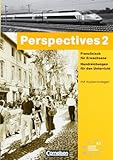 Perspectives 2
Französisch
für Erwachsene
Handreichungen
für den Unterricht
mit Kopiervorlagen
Cornelsen